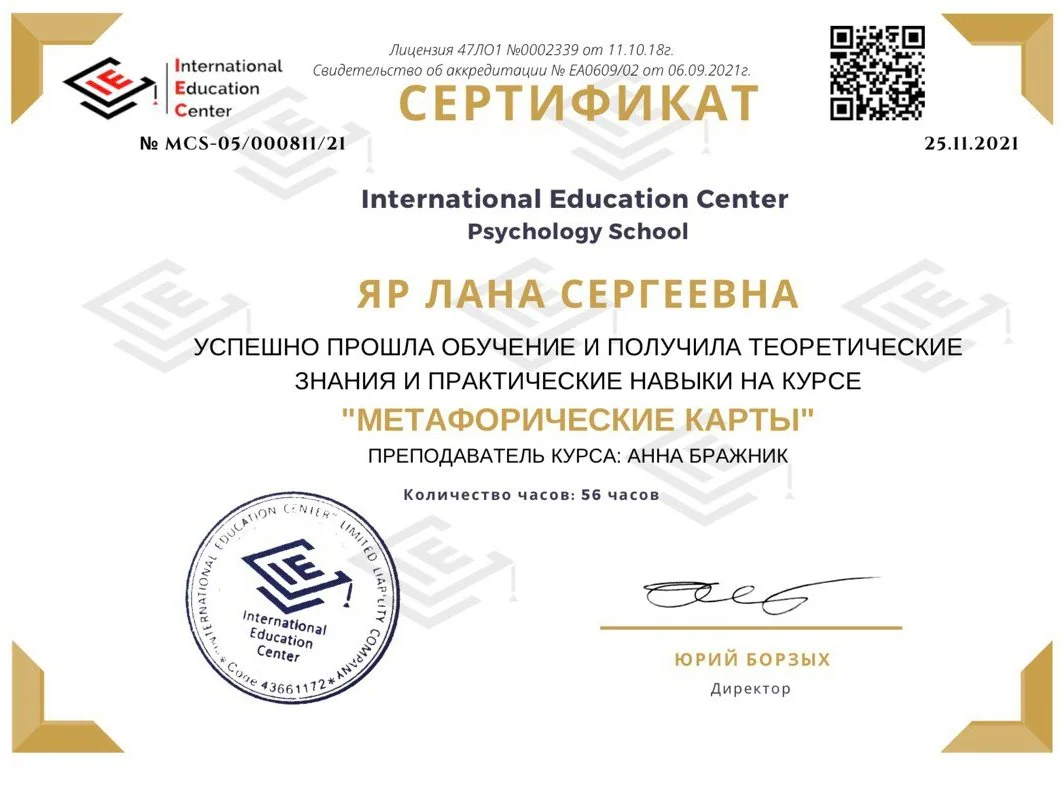 Лицензия 47ЛО1 №0002339 от 11.10.18г.
Свидетельство об аккредитации № ЕА0609/02 от 06.09.2021г.
International
Education
Center
СЕРТИФИКАТ
№ MCS-05/000811/21
25.11.2021
International Education Center
Psychology School
ЯР ЛАНА СЕРГЕЕВНА
УСПЕШНО ПРОШЛА ОБУЧЕНИЕ И ПОЛУЧИЛА ТЕОРЕТИЧЕСКИЕ
ЗНАНИЯ И ПРАКТИЧЕСКИЕ НАВЫКИ НА КУРСЕ
"МЕТАФОРИЧЕСКИЕ КАРТЫ"
ПРЕПОДАВАТЕЛЬ КУРСА: АННА БРАЖНИК
Количество часов: 56 часов
"INTERNATIONAL EDUCATION CENTER" LIMITED LIABILITY COMPANY
* Code 43661172 *
IE
International
Education
Center
ЮРИЙ БОРЗЫХ
Директор